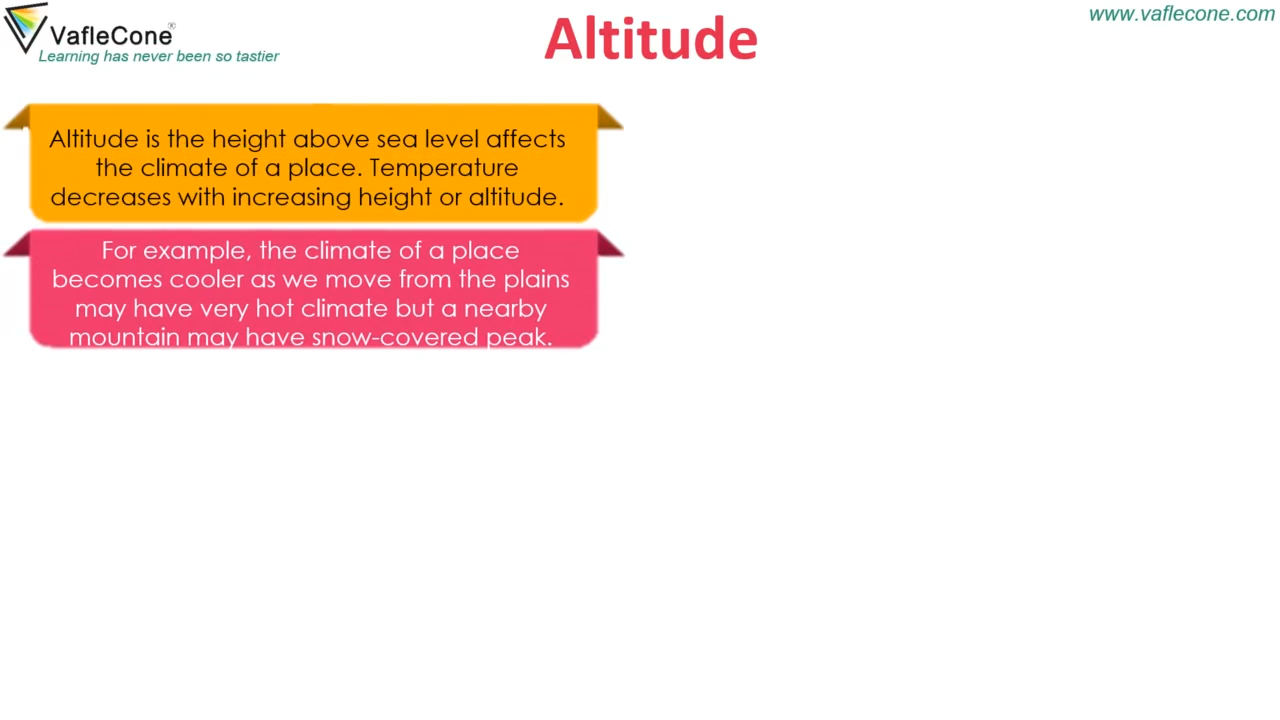 VafleCone®
Learning has never been so tastier
Altitude
www.vaflecone.com
Altitude is the height above sea level affects
the climate of a place. Temperature
decreases with increasing height or altitude.
For example, the climate of a place
becomes cooler as we move from the plains
may have very hot climate but a nearby
mountain may have snow-covered peak.